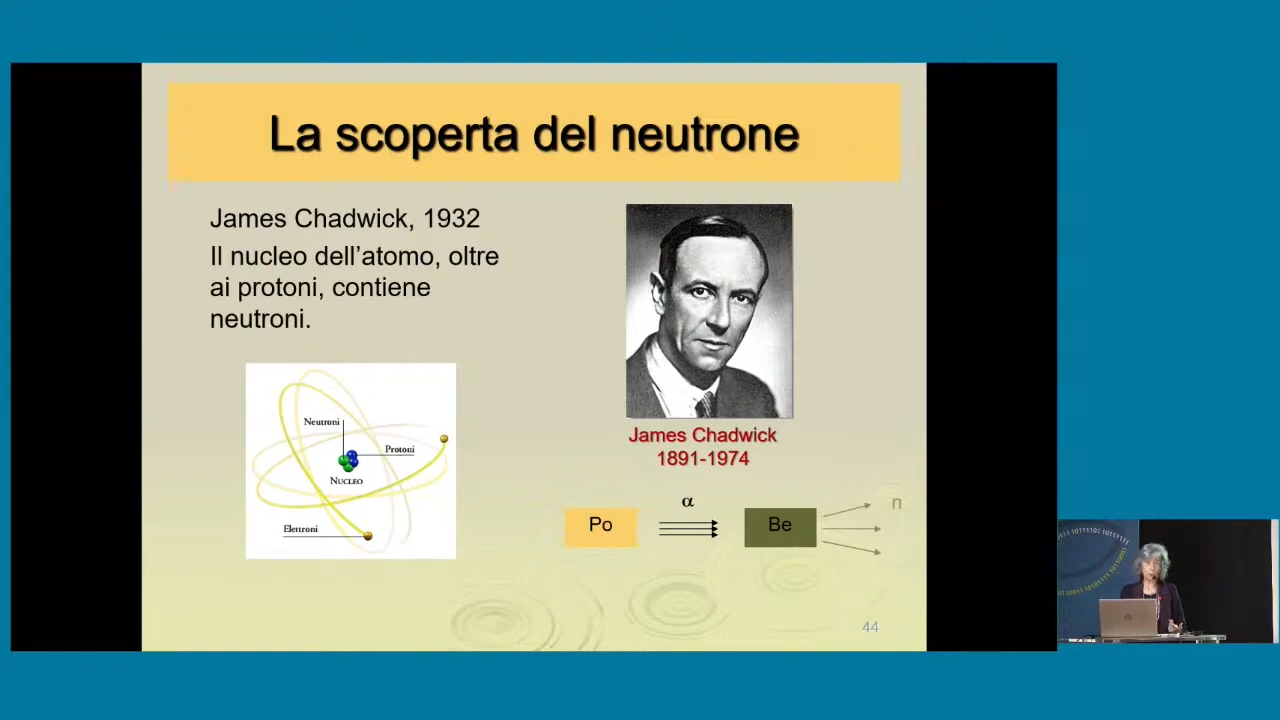 La scoperta del neutrone
James Chadwick, 1932
Il nucleo dell’atomo, oltre
ai protoni, contiene
neutroni.
Neutroni
Protoni
NUCLEO
Elettroni
James Chadwick
1891-1974
α
Po
Be
n
44